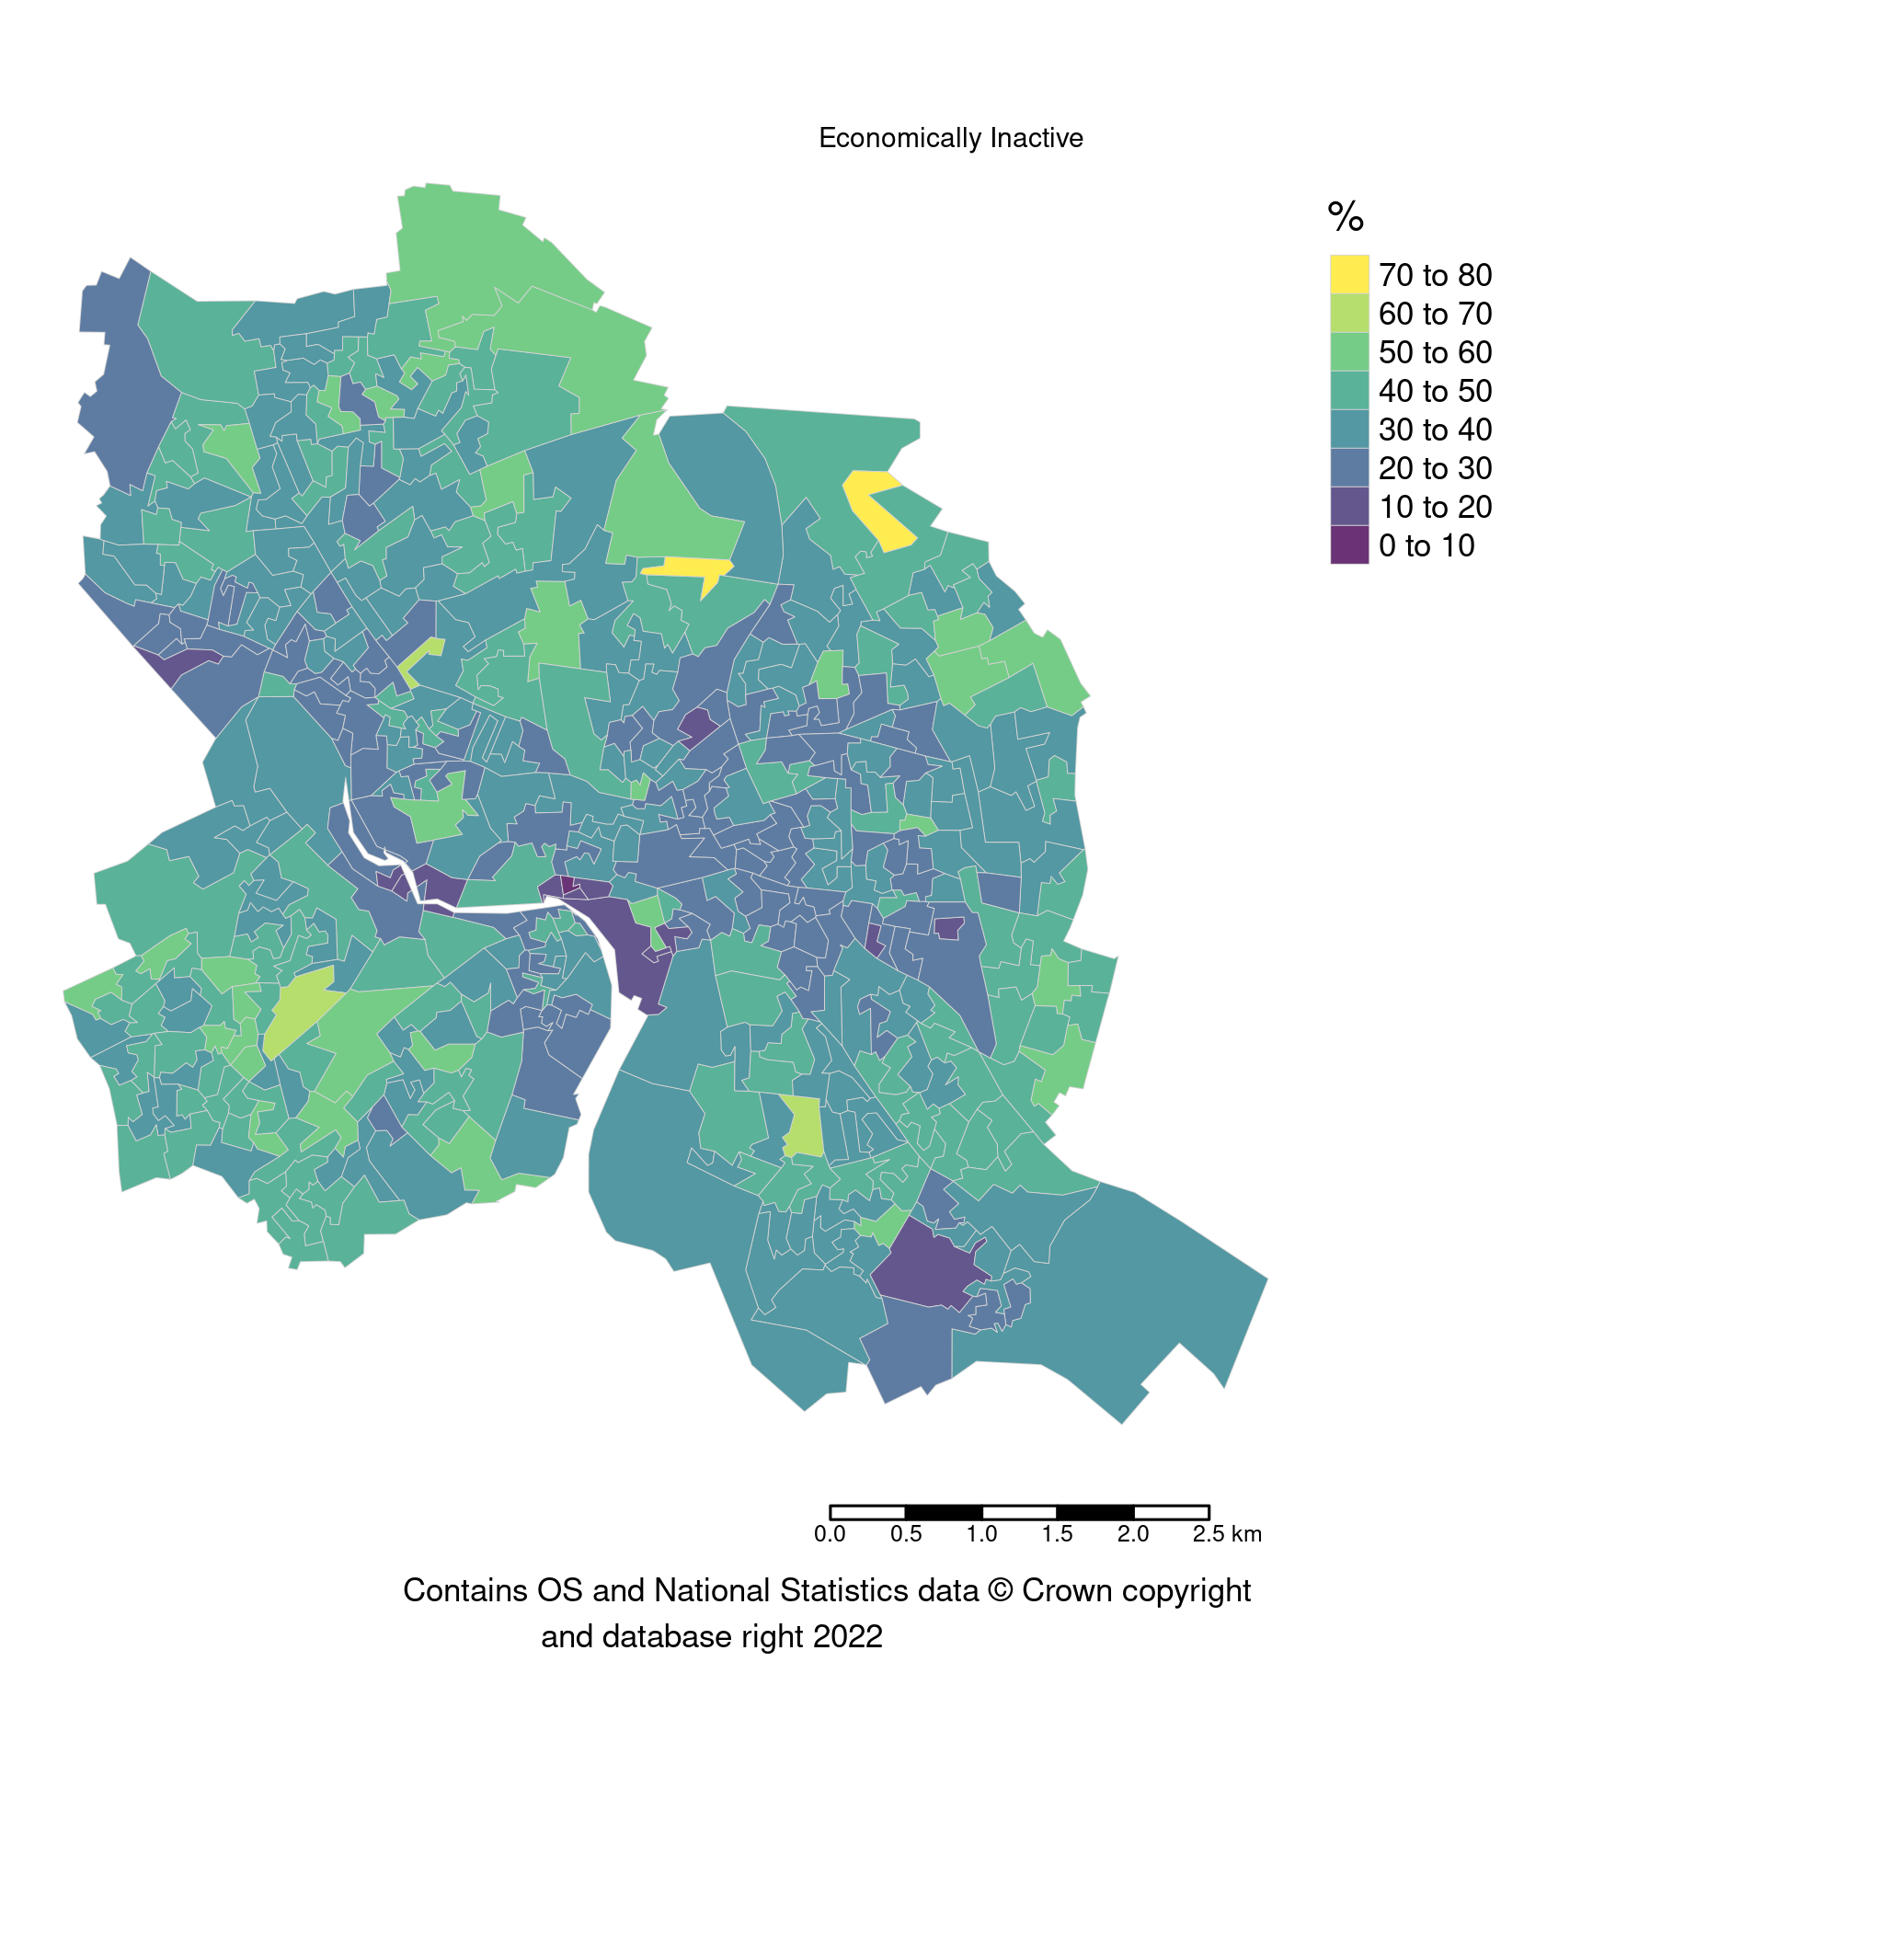 Economically Inactive
%
70 to 80
60 to 70
50 to 60
40 to 50
30 to 40
20 to 30
10 to 20
0 to 10
0.0 0.5 1.0 1.5 2.0 2.5 km
Contains OS and National Statistics data © Crown copyright
and database right 2022